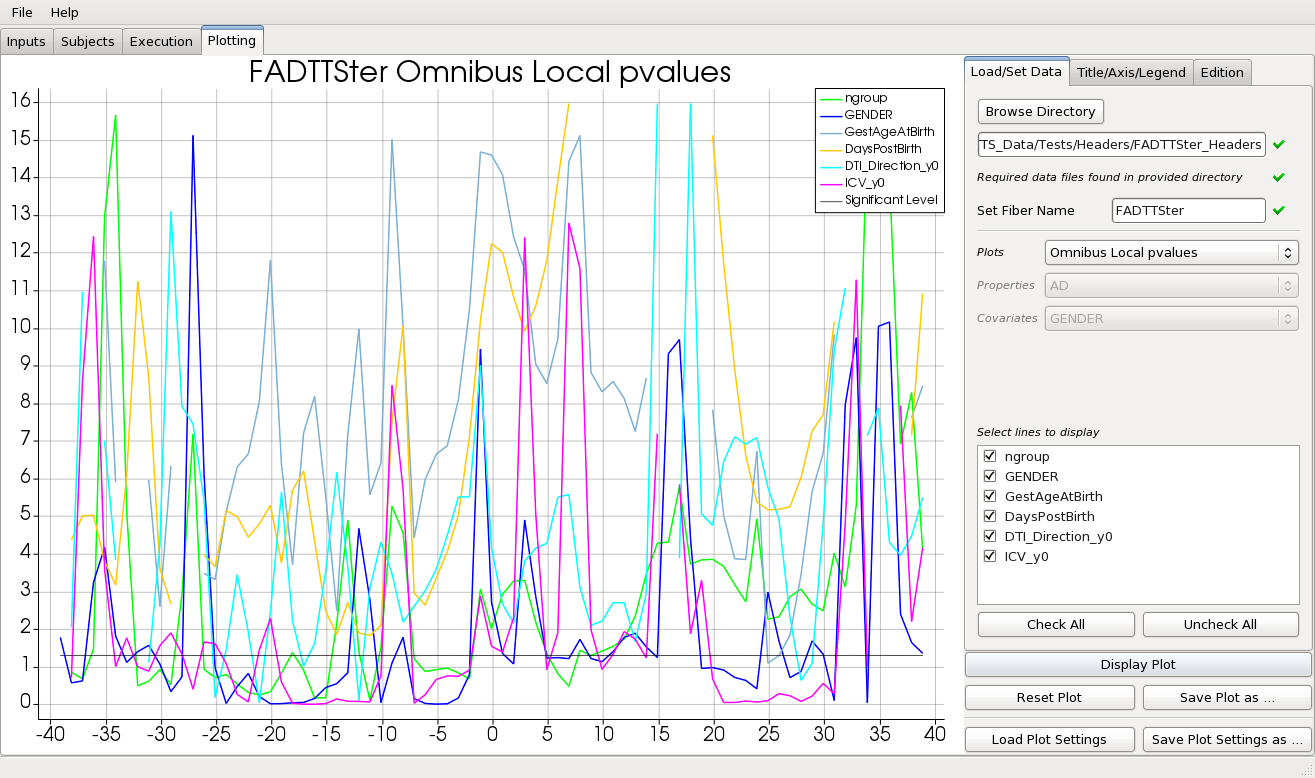 File Help
Inputs Subjects Execution Plotting
FADTTSter Omnibus Local pvalues
16
15
14
13
12
11
10
9
8
7
6
5
4
3
2
1
0
-40 -35 -30 -25 -20 -15 -10 -5 0 5 10 15 20 25 30 35 40
ngroup
GENDER
GestAgeAtBirth
DaysPostBirth
DTI_Direction_y0
ICV_y0
Significant Level
Load/Set Data Title/Axis/Legend Edition
Browse Directory
TS_Data/Tests/Headers/FADTTSter_Headers
Required data files found in provided directory
Set Fiber Name FADTTSter
Plots Omnibus Local pvalues
Properties AD
Covariates GENDER
Select lines to display
ngroup
GENDER
GestAgeAtBirth
DaysPostBirth
DTI_Direction_y0
ICV_y0
Check All Uncheck All
Display Plot
Reset Plot Save Plot as ...
Load Plot Settings Save Plot Settings as ...